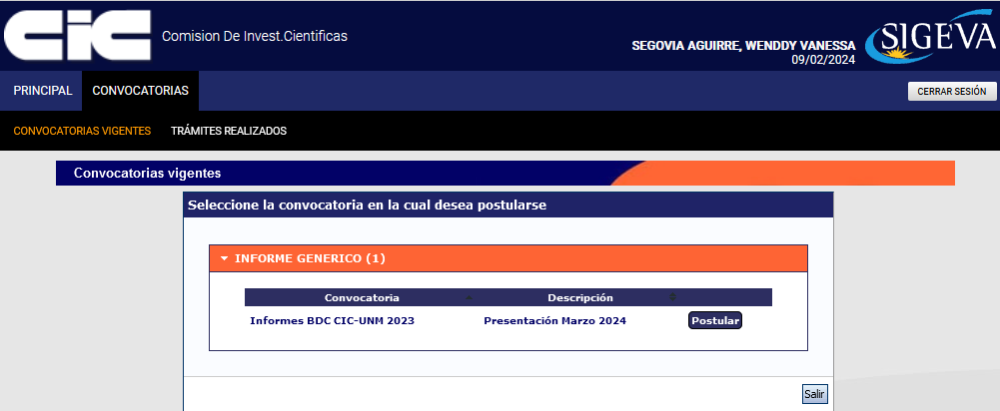 CIC
Comision De Invest.Cientificas
SEGOVIA AGUIRRE, WENDDY VANESSA
09/02/2024
SIGEVA
PRINCIPAL CONVOCATORIAS
CERRAR SESIÓN
CONVOCATORIAS VIGENTES TRÁMITES REALIZADOS
Convocatorias vigentes
Seleccione la convocatoria en la cual desea postularse
INFORME GENERICO (1)
Convocatoria Descripción
Informes BDC CIC-UNM 2023 Presentación Marzo 2024 Postular
Salir